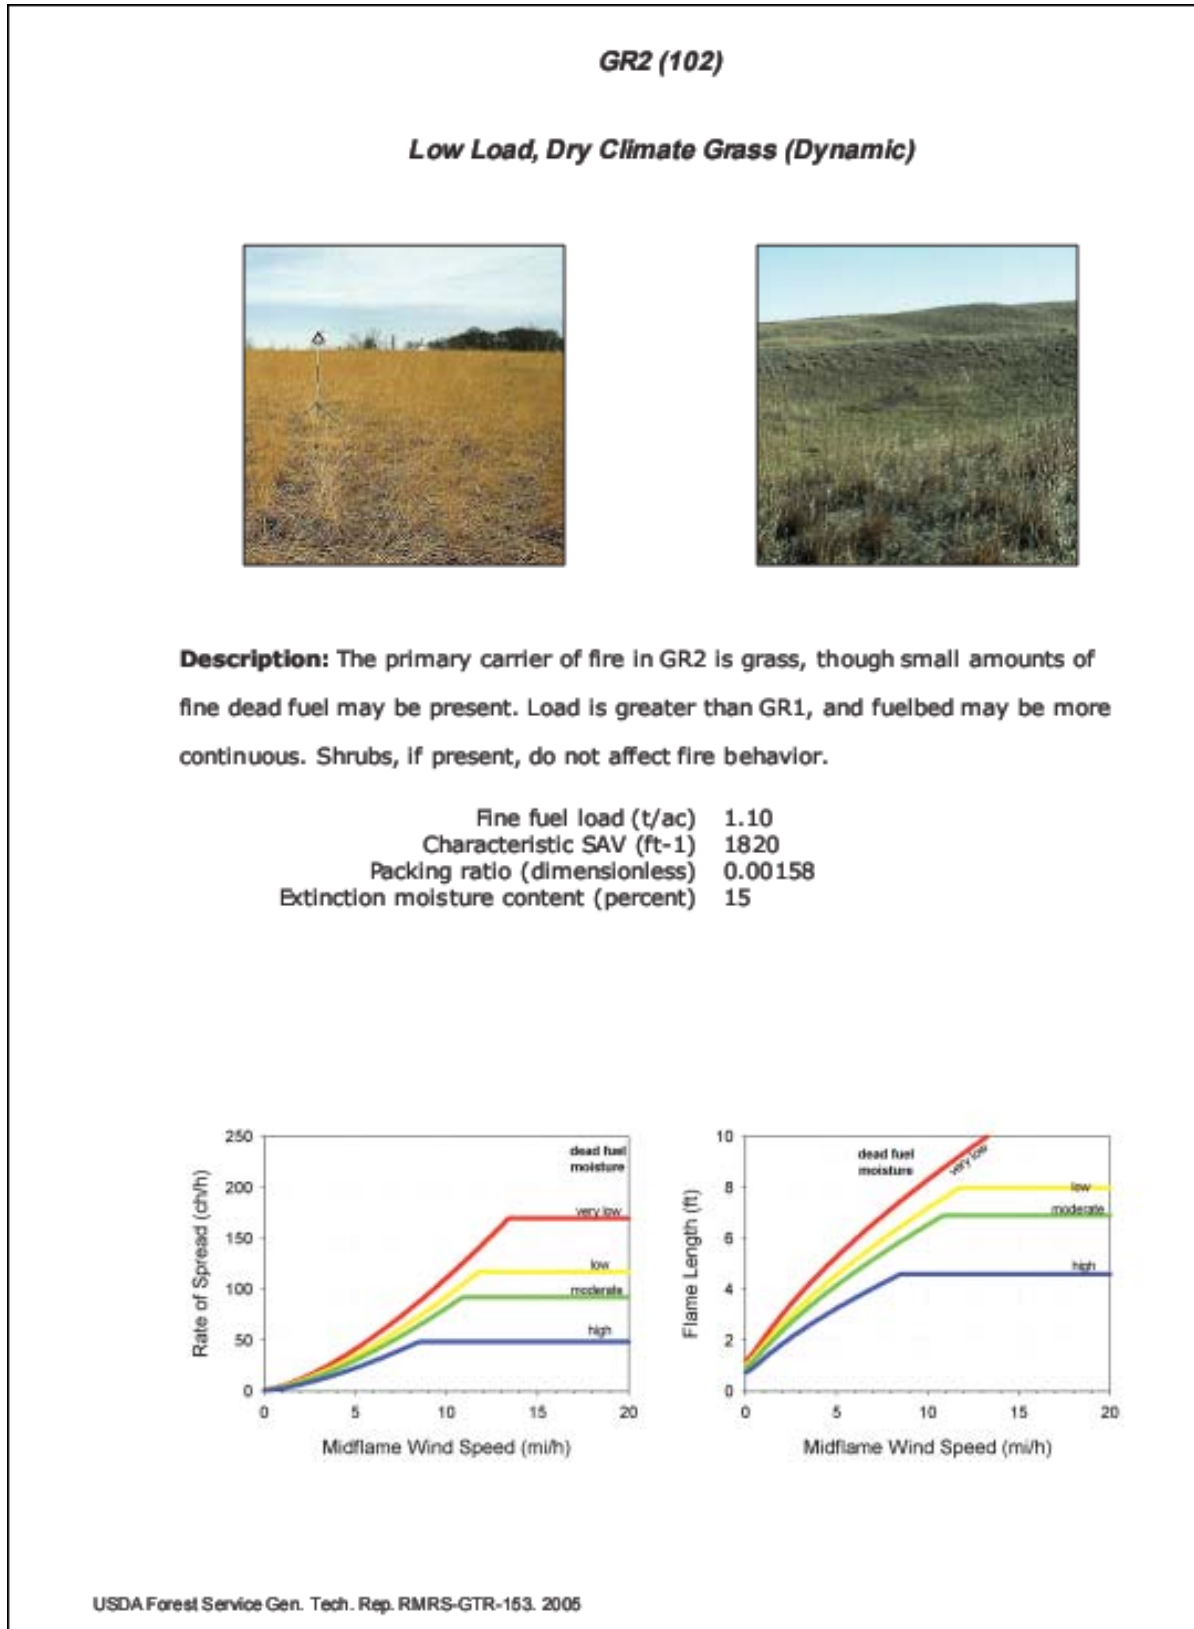 GR2 (102)
Low Load, Dry Climate Grass (Dynamic)
Description: The primary carrier of fire in GR2 is grass, though small amounts of
fine dead fuel may be present. Load is greater than GR1, and fuelbed may be more
continuous. Shrubs, if present, do not affect fire behavior.
Fine fuel load (t/ac) 1.10
Characteristic SAV (ft-1) 1820
Packing ratio (dimensionless) 0.00158
Extinction moisture content (percent) 15
250
200
150
100
50
0
Rate of Spread (ch/h)
dead fuel
moisture
very low
low
moderate
high
0 5 10 15 20
Midflame Wind Speed (mi/h)
10
8
6
4
2
0
Flame Length (ft)
dead fuel
moisture
very low
low
moderate
high
0 5 10 15 20
Midflame Wind Speed (mi/h)
USDA Forest Service Gen. Tech. Rep. RMRS-GTR-153. 2005